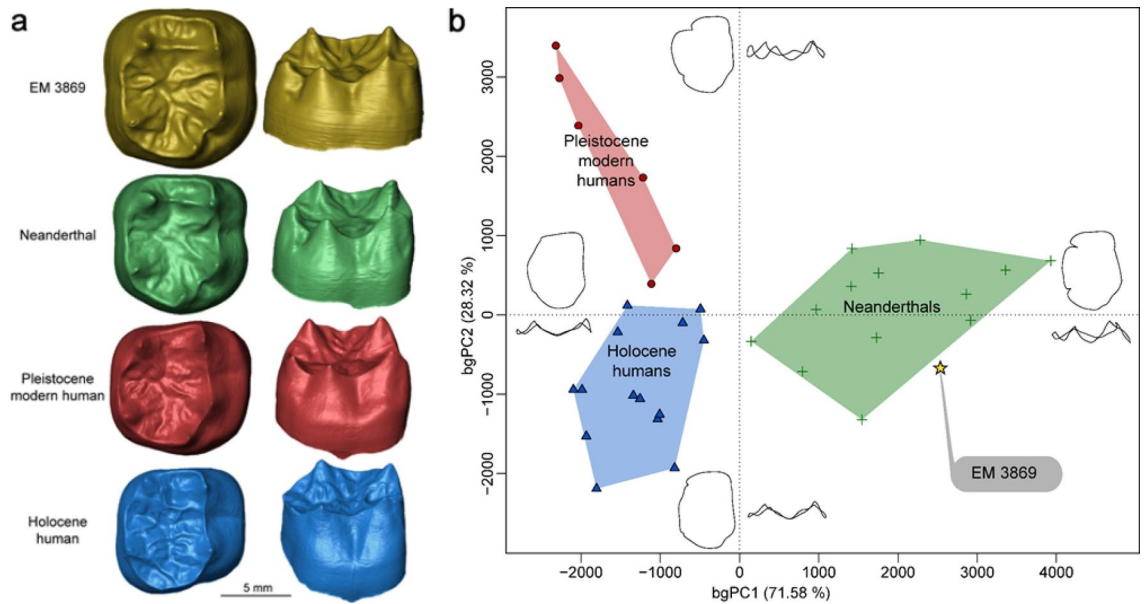 a
EM 3869
Neanderthal
Pleistocene
modern human
Holocene
human
5 mm
b
bgPC2 (28.32 %)
3000
2000
1000
0
−1000
−2000
Pleistocene
modern
humans
Holocene
humans
Neanderthals
EM 3869
−2000
−1000
0
1000
2000
3000
4000
bgPC1 (71.58 %)